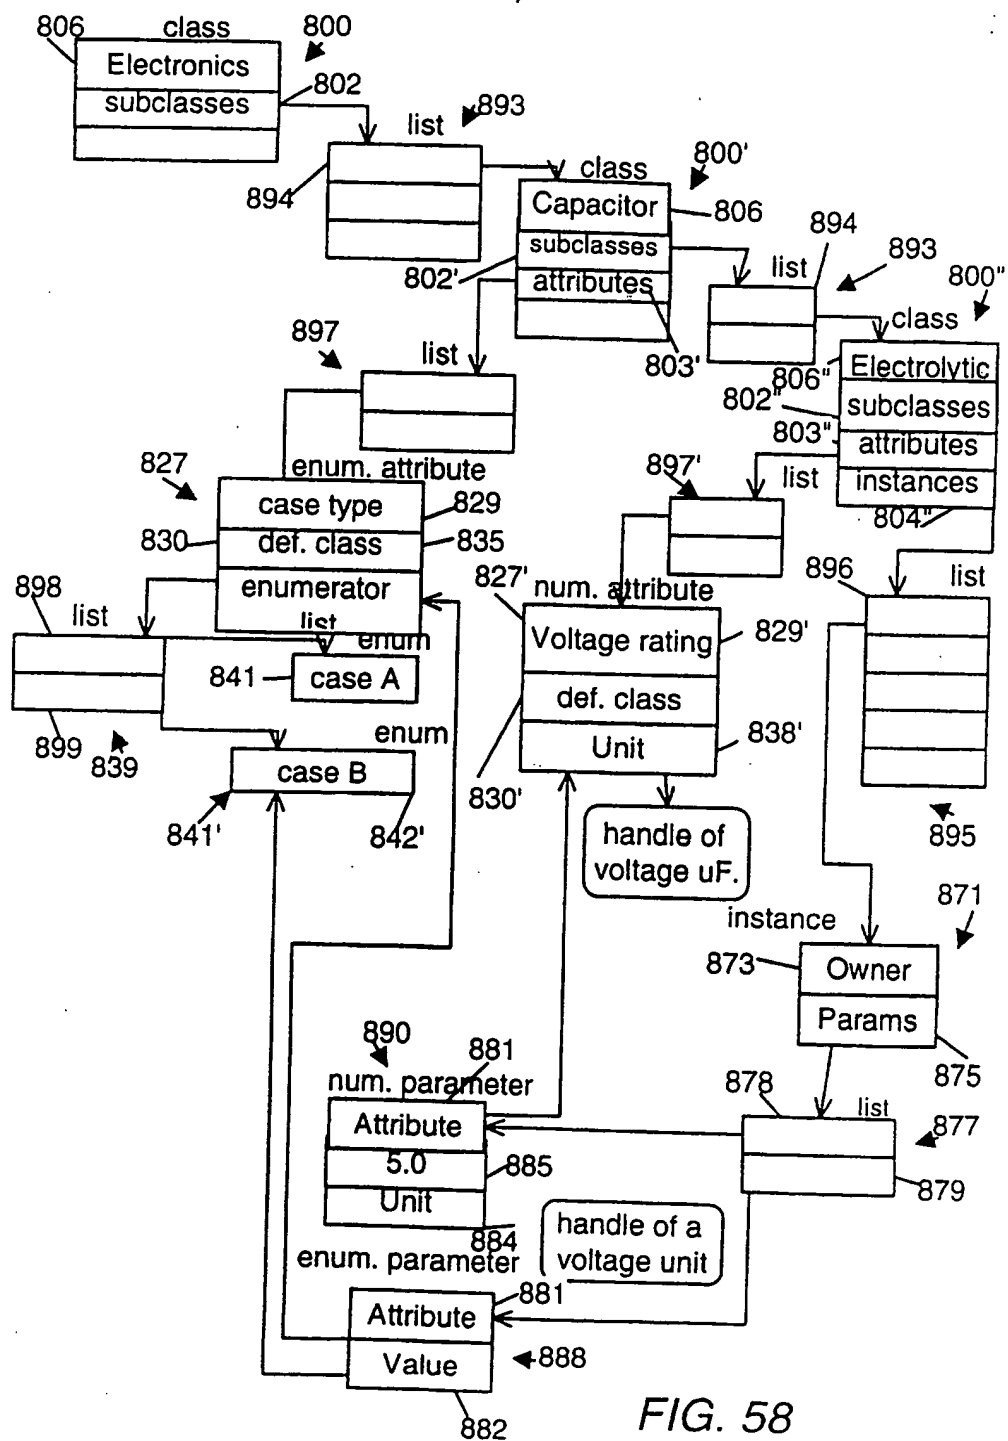 806 class 800
Electronics
subclasses 802
list 893
894
class 800'
Capacitor 806
subclasses
802' attributes
803'
894
list 893
800"
class
806" Electrolytic
802" subclasses
803" attributes
instances
804"
897
list
enum. attribute
827
case type 829
830 def. class 835
enumerator
list
898
list
enum
841 case A
899
839
enum
case B
841' 842'
897' list
827' num. attribute
Voltage rating 829'
def. class
Unit 838'
830'
handle of
voltage uF.
896 list
895
instance 871
873 Owner
Params
875
878
list
877
879
890
881
num. parameter
Attribute
5.0 885
Unit
884
handle of a
voltage unit
enum. parameter
881
Attribute
Value 888
882
FIG. 58